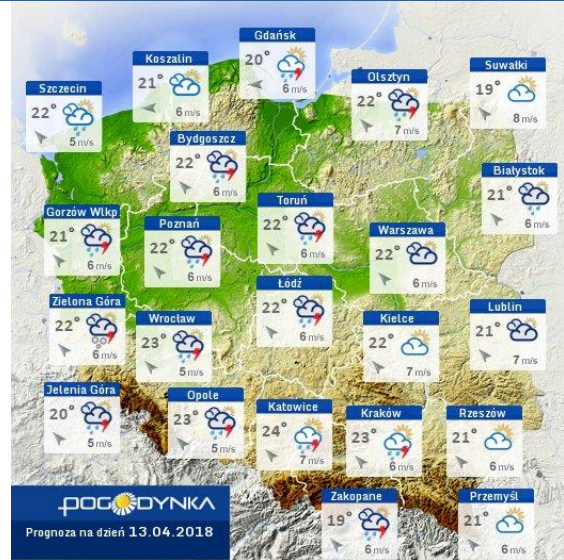 Gdańsk
20°
6 m/s
Koszalin
21°
6 m/s
Suwałki
19°
8 m/s
Olsztyn
22°
7 m/s
Szczecin
22°
5 m/s
Bydgoszcz
22°
6 m/s
Białystok
21°
6 m/s
Toruń
22°
6 m/s
Gorzów Wlkp.
21°
6 m/s
Poznań
22°
6 m/s
Warszawa
22°
6 m/s
Łódź
22°
6 m/s
Zielona Góra
22°
6 m/s
Wrocław
23°
5 m/s
Kielce
22°
7 m/s
Lublin
21°
7 m/s
Jelenia Góra
20°
5 m/s
Opole
23°
5 m/s
Katowice
24°
7 m/s
Kraków
23°
6 m/s
Rzeszów
21°
6 m/s
Zakopane
19°
6 m/s
Przemyśl
21°
6 m/s
POGODYNKA
Prognoza na dzień 13.04.2018